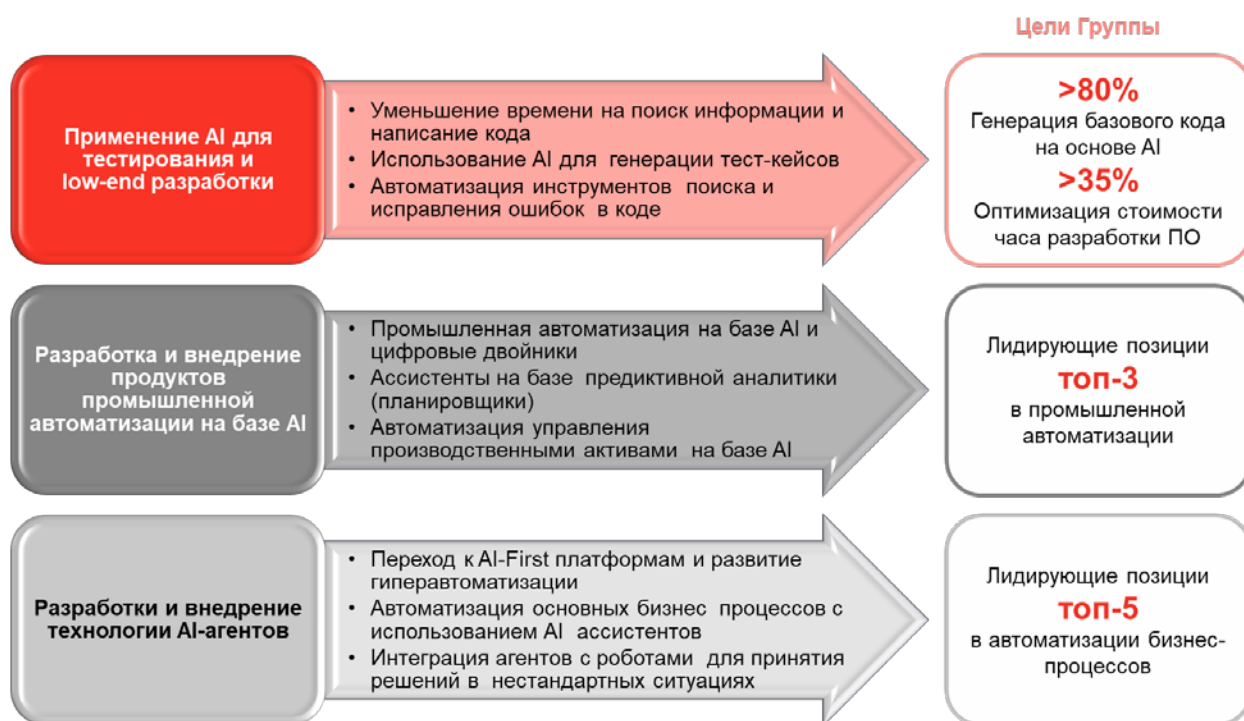 Цели Группы
Применение AI для
тестирования и
low-end разработки
• Уменьшение времени на поиск информации и
написание кода
• Использование AI для генерации тест-кейсов
• Автоматизация инструментов поиска и
исправления ошибок в коде
>80%
Генерация базового кода
на основе AI
>35%
Оптимизация стоимости
часа разработки ПО
Разработка и внедрение
продуктов
промышленной
автоматизации на базе AI
• Промышленная автоматизация на базе AI и
цифровые двойники
• Ассистенты на базе предиктивной аналитики
(планировщики)
• Автоматизация управления
производственными активами на базе AI
Лидирующие позиции
топ-3
в промышленной
автоматизации
Разработки и внедрение
технологии AI-агентов
• Переход к AI-First платформам и развитие
гиперавтоматизации
• Автоматизация основных бизнес процессов с
использованием AI ассистентов
• Интеграция агентов с роботами для принятия
решений в нестандартных ситуациях
Лидирующие позиции
топ-5
в автоматизации бизнес-
процессов